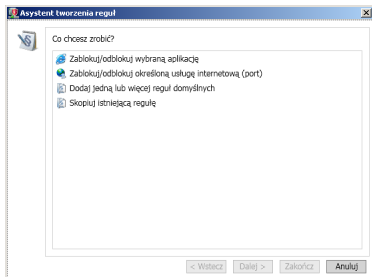 Asystent tworzenia reguł
Co chcesz zrobić?
Zablokuj/odblokuj wybraną aplikację
Zablokuj/odblokuj określoną usługę internetową (port)
Dodaj jedną lub więcej reguł domyślnych
Skopiuj istniejącą regułę
< Wstecz Dalej > Zakończ Anuluj